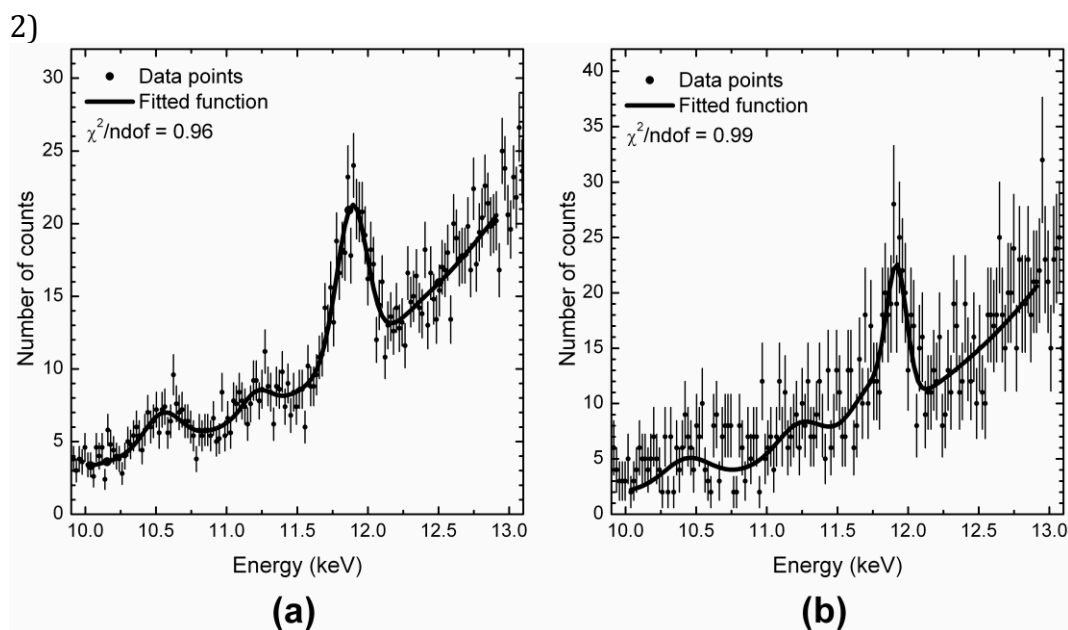 2)
30
25
20
15
10
5
0
Number of counts
Data points
Fitted function
χ²/ndof = 0.96
10.0 10.5 11.0 11.5 12.0 12.5 13.0
Energy (keV)
(a)
40
35
30
25
20
15
10
5
0
Number of counts
Data points
Fitted function
χ²/ndof = 0.99
10.0 10.5 11.0 11.5 12.0 12.5 13.0
Energy (keV)
(b)